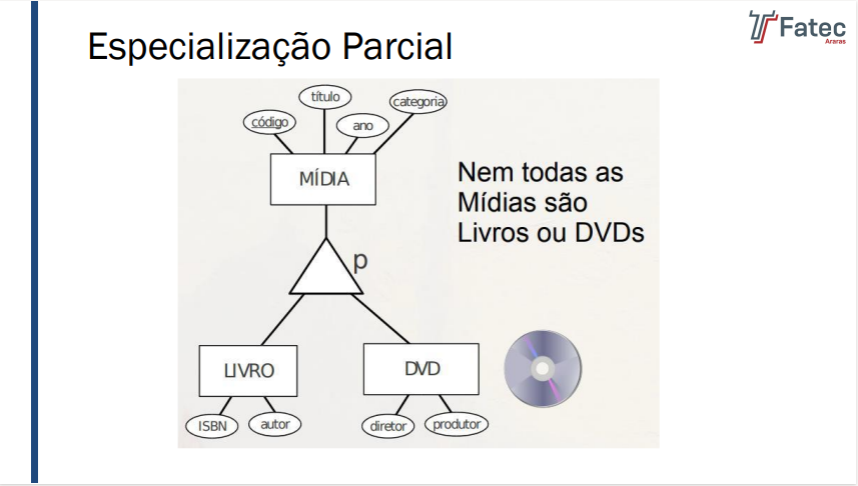 Especialização Parcial
Fatec
Araras
título
categoria
código
ano
MÍDIA
Nem todas as
Mídias são
Livros ou DVDs
p
LIVRO
DVD
ISBN
autor
diretor
produtor